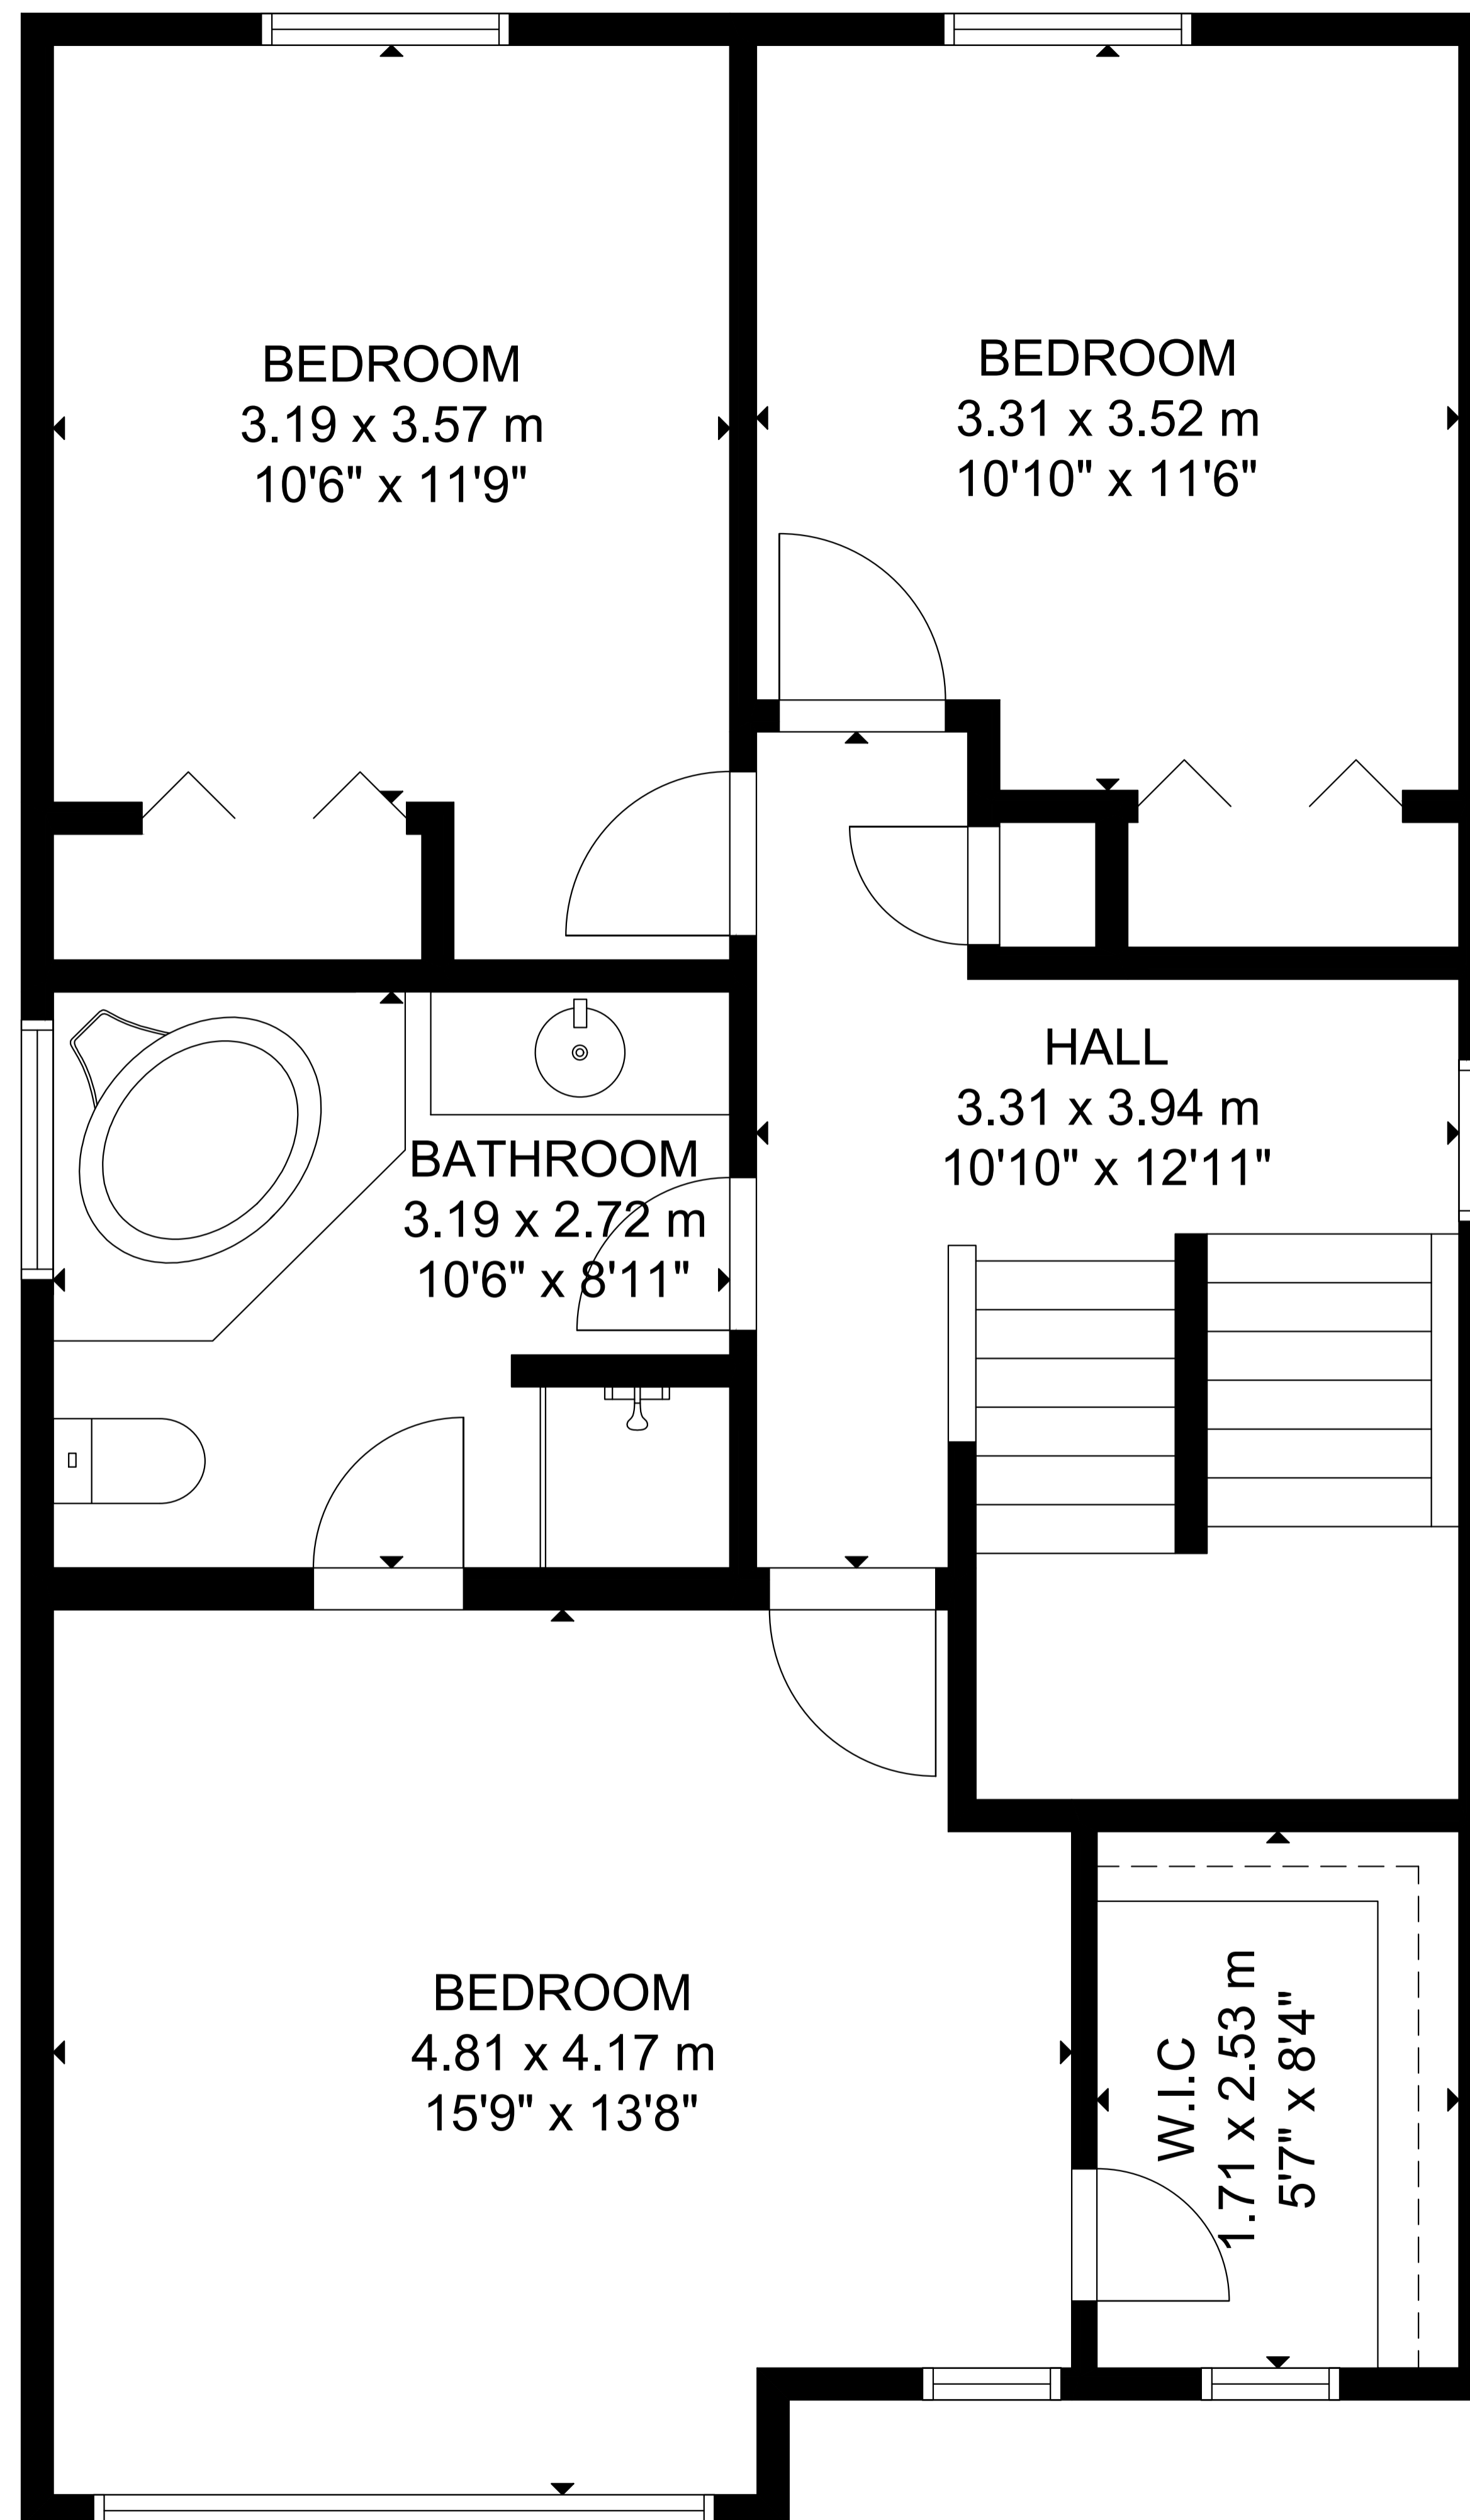 BEDROOM
3.19 x 3.57 m
10'6" x 11'9"
BEDROOM
3.31 x 3.52 m
10'10" x 11'6"
HALL
3.31 x 3.94 m
10'10" x 12'11"
BATHROOM
3.19 x 2.72 m
10'6" x 8'11"
BEDROOM
4.81 x 4.17 m
15'9" x 13'8"
W.I.C
1.71 x 2.53 m
5'7" x 8'4"